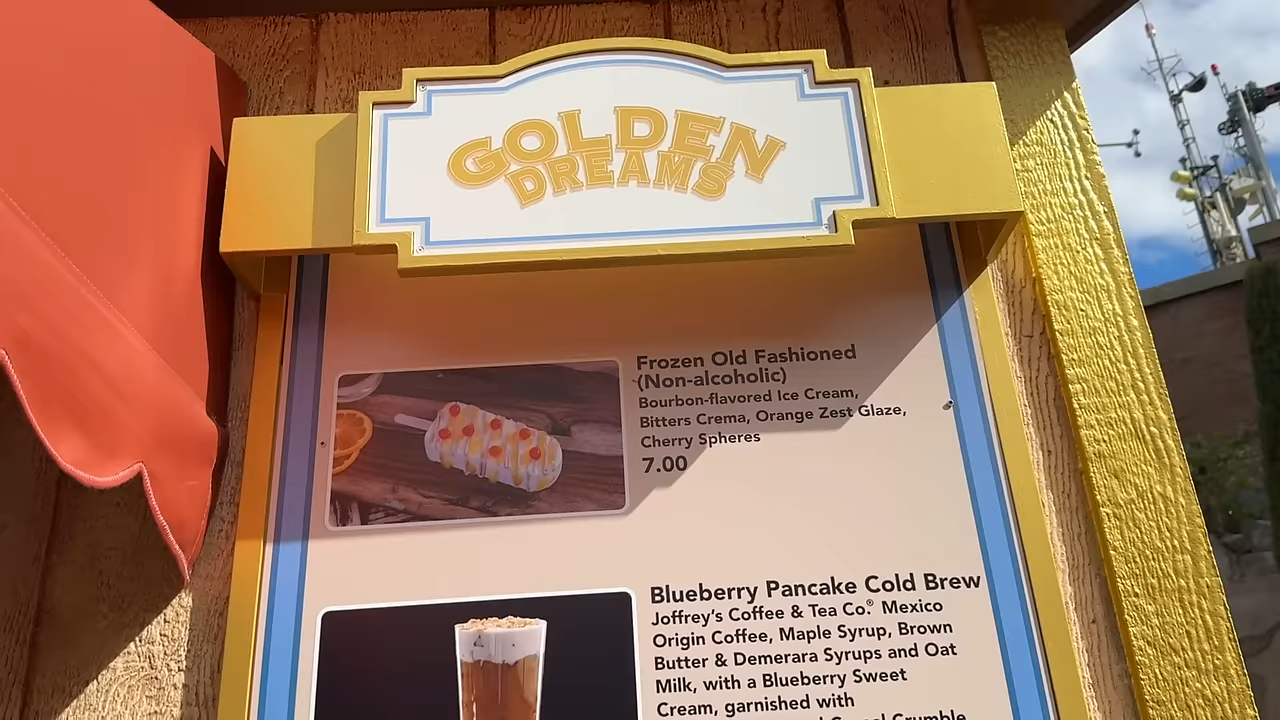 GOLDEN
DREAMS
Frozen Old Fashioned
(Non-alcoholic)
Bourbon-flavored Ice Cream,
Bitters Crema, Orange Zest Glaze,
Cherry Spheres
7.00
Blueberry Pancake Cold Brew
Joffrey's Coffee & Tea Co.® Mexico
Origin Coffee, Maple Syrup, Brown
Butter & Demerara Syrups and Oat
Milk, with a Blueberry Sweet
Cream, garnished with
Crumble